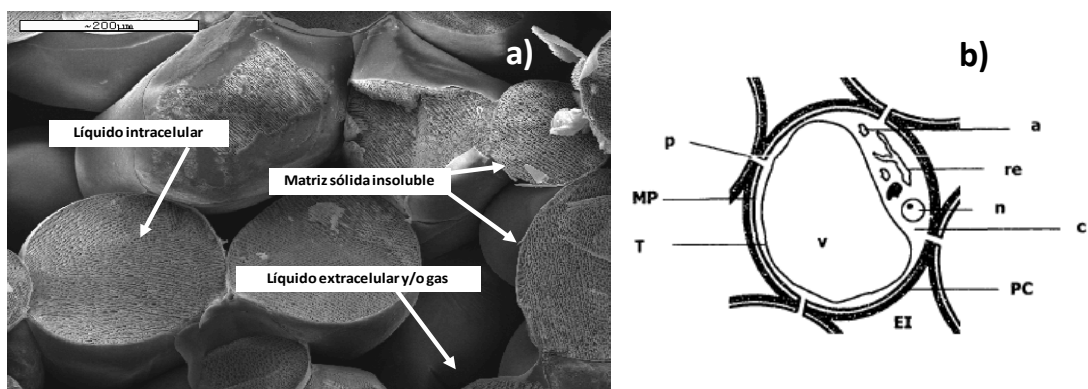 ~200µm
a)
Líquido intracelular
Matriz sólida insoluble
Líquido extracelular y/o gas
b)
p
a
re
MP
n
c
T
v
PC
EI